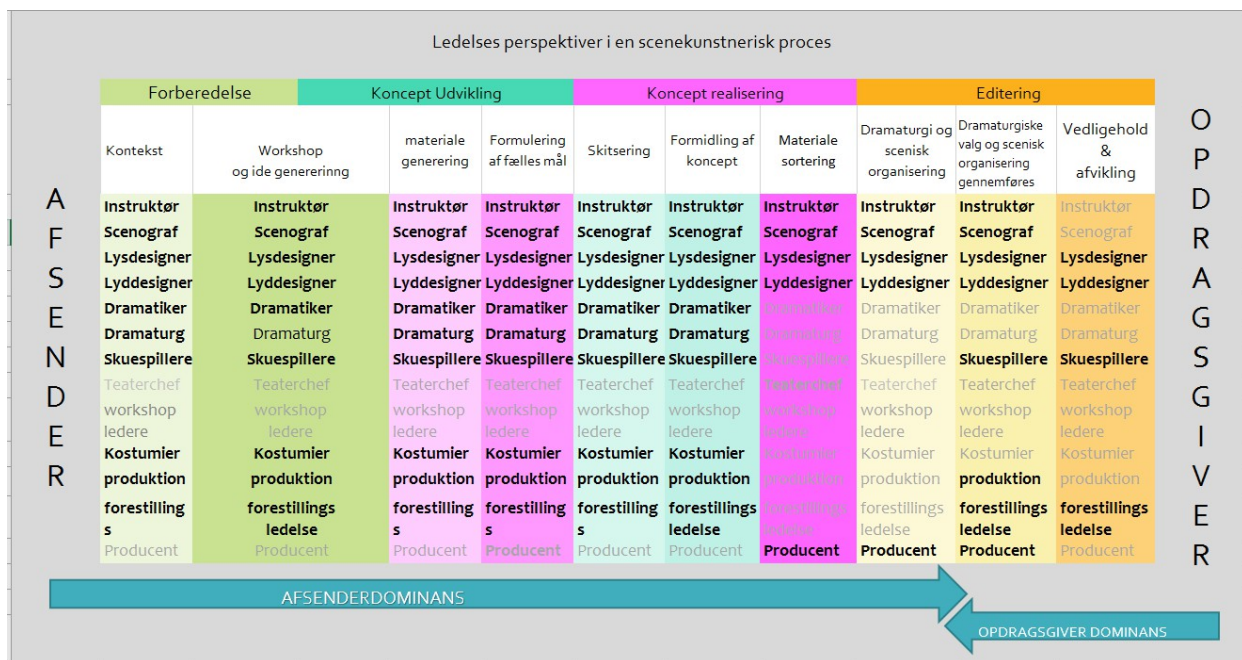 Ledelses perspektiver i en scenekunstnerisk proces
Forberedelse Koncept Udvikling Koncept realisering Editering
Kontekst
Workshop
og ide genererinng
materiale
generering
Formulering
af fælles mål
Skitsering
Formidling af
koncept
Materiale
sortering
Dramaturgi og
scenisk
organisering
Dramaturgiske
valg og scenisk
organisering
gennemføres
Vedligehold
&
afvikling
AFSENDER
Instruktør Instruktør Instruktør Instruktør Instruktør Instruktør Instruktør Instruktør Instruktør Instruktør
Scenograf Scenograf Scenograf Scenograf Scenograf Scenograf Scenograf Scenograf Scenograf Scenograf
Lysdesigner Lysdesigner Lysdesigner Lysdesigner Lysdesigner Lysdesigner Lysdesigner Lysdesigner Lysdesigner Lysdesigner
Lyddesigner Lyddesigner Lyddesigner Lyddesigner Lyddesigner Lyddesigner Lyddesigner Lyddesigner Lyddesigner Lyddesigner
Dramatiker Dramatiker Dramatiker Dramatiker Dramatiker Dramatiker Dramatiker Dramatiker Dramatiker Dramatiker
Dramaturg Dramaturg Dramaturg Dramaturg Dramaturg Dramaturg Dramaturg Dramaturg Dramaturg Dramaturg
Skuespillere Skuespillere Skuespillere Skuespillere Skuespillere Skuespillere Skuespillere Skuespillere Skuespillere Skuespillere
Teaterchef Teaterchef Teaterchef Teaterchef Teaterchef Teaterchef Teaterchef Teaterchef Teaterchef Teaterchef
workshop workshop workshop workshop workshop workshop workshop workshop workshop workshop
ledere ledere ledere ledere ledere ledere ledere ledere ledere ledere
Kostumier Kostumier Kostumier Kostumier Kostumier Kostumier Kostumier Kostumier Kostumier Kostumier
produktion produktion produktion produktion produktion produktion produktion produktion produktion produktion
forestilling forestillings forestilling forestilling forestilling forestillings forestillings forestillings forestillings forestillings
s ledelse s s s ledelse ledelse ledelse ledelse ledelse
Producent Producent Producent Producent Producent Producent Producent Producent Producent Producent
OPDRAGSGIVER
AFSENDERDOMINANS
OPDRAGSGIVER DOMINANS